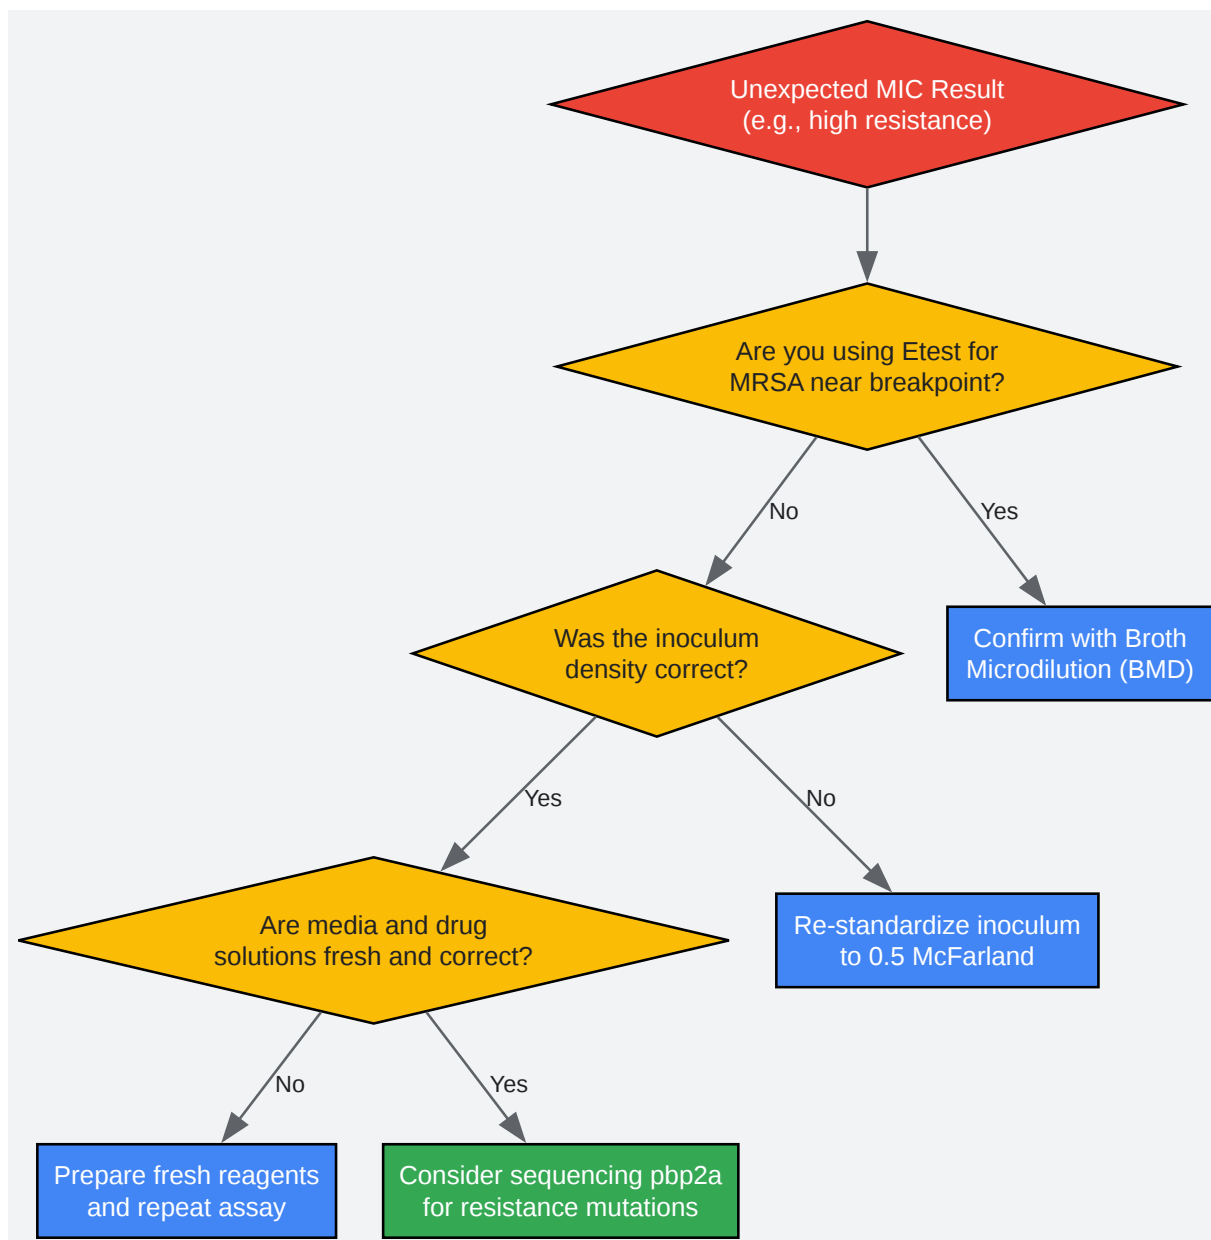 Unexpected MIC Result
(e.g., high resistance)
Are you using Etest for
MRSA near breakpoint?
No
Yes
Was the inoculum
density correct?
Confirm with Broth
Microdilution (BMD)
Yes
No
Are media and drug
solutions fresh and correct?
Re-standardize inoculum
to 0.5 McFarland
No
Yes
Prepare fresh reagents
and repeat assay
Consider sequencing pbp2a
for resistance mutations